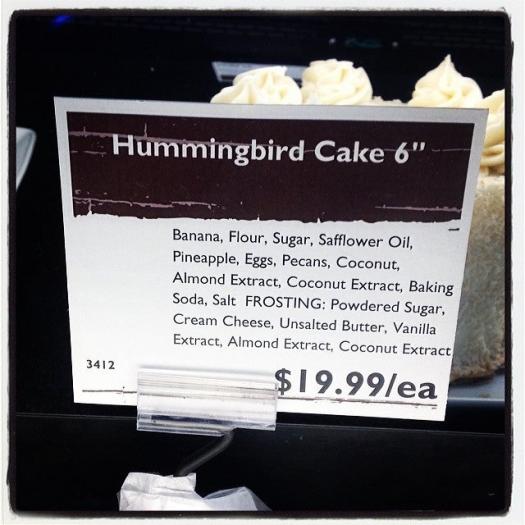 Hummingbird Cake 6"
Banana, Flour, Sugar, Safflower Oil,
Pineapple, Eggs, Pecans, Coconut,
Almond Extract, Coconut Extract, Baking
Soda, Salt FROSTING: Powdered Sugar,
Cream Cheese, Unsalted Butter, Vanilla
Extract, Almond Extract, Coconut Extract
3412
$19.99/ea